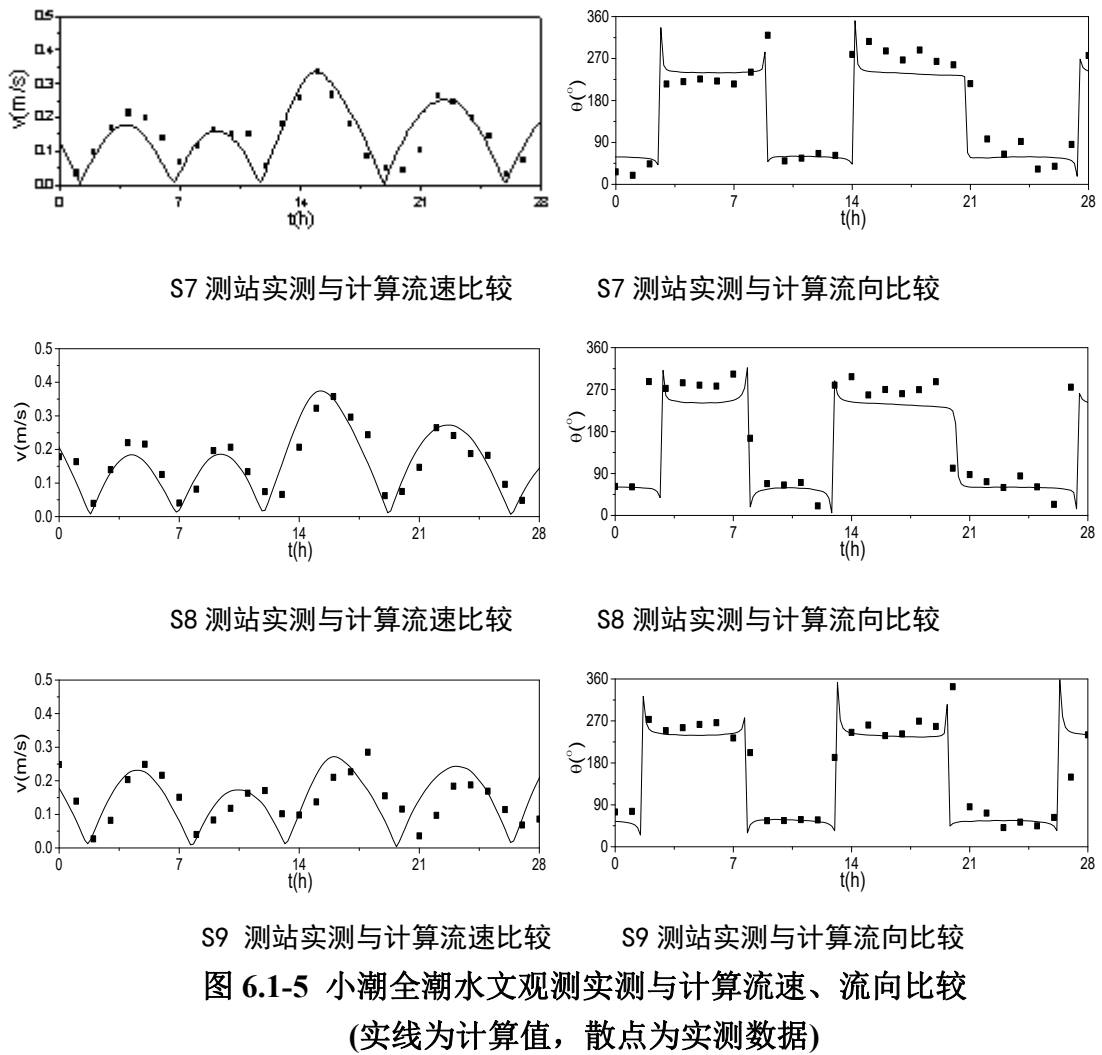 0.5
0.4
0.3
0.2
0.1
0.0
v(m/s)
0 7 14 21 28
t(h)
360
270
180
90
0
θ(°)
0 7 14 21 28
t(h)
S7 测站实测与计算流速比较 S7 测站实测与计算流向比较
0.5
0.4
0.3
0.2
0.1
0.0
v(m/s)
0 7 14 21 28
t(h)
360
270
180
90
0
θ(°)
0 7 14 21 28
t(h)
S8 测站实测与计算流速比较 S8 测站实测与计算流向比较
0.5
0.4
0.3
0.2
0.1
0.0
v(m/s)
0 7 14 21 28
t(h)
360
270
180
90
0
θ(°)
0 7 14 21 28
t(h)
S9 测站实测与计算流速比较 S9 测站实测与计算流向比较
图 6.1-5 小潮全潮水文观测实测与计算流速、流向比较
(实线为计算值，散点为实测数据)